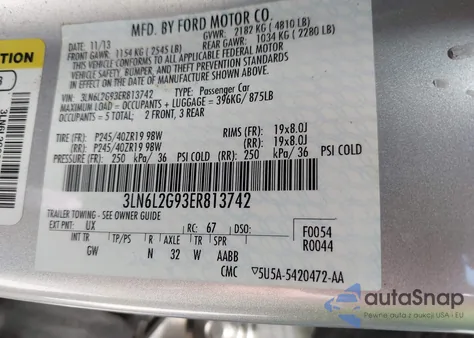 MFD. BY FORD MOTOR CO.
DATE: 11/13 GVWR: 2182 KG ( 4810 LB)
FRONT GAWR: 1154 KG ( 2545 LB) REAR GAWR: 1034 KG ( 2280 LB)
THIS VEHICLE CONFORMS TO ALL APPLICABLE FEDERAL MOTOR
VEHICLE SAFETY, BUMPER, AND THEFT PREVENTION STANDARDS
IN EFFECT ON THE DATE OF MANUFACTURE SHOWN ABOVE.
VIN: 3LN6L2G93ER813742 TYPE: Passenger Car
MAXIMUM LOAD = OCCUPANTS + LUGGAGE = 396KG/ 875LB
OCCUPANTS = 5 TOTAL: 2 FRONT, 3 REAR
TIRE (FR): P245/40ZR19 98W RIMS (FR): 19x8.0J
(RR): P245/40ZR19 98W (RR): 19x8.0J
PRESSURE (FR): 250 kPa/ 36 PSI COLD (RR): 250 kPa/ 36 PSI COLD
3LN6L2G93ER813742
TRAILER TOWING - SEE OWNER GUIDE
EXT PNT: UX RC: 67 DSO: F0054
R0044
INT TR TP/ R AXLE TR SPR
GW N 32 W AABB
CMC ▽5U5A-5420472-AA
autoSnap
Pewne auto z aukcji USA i EU